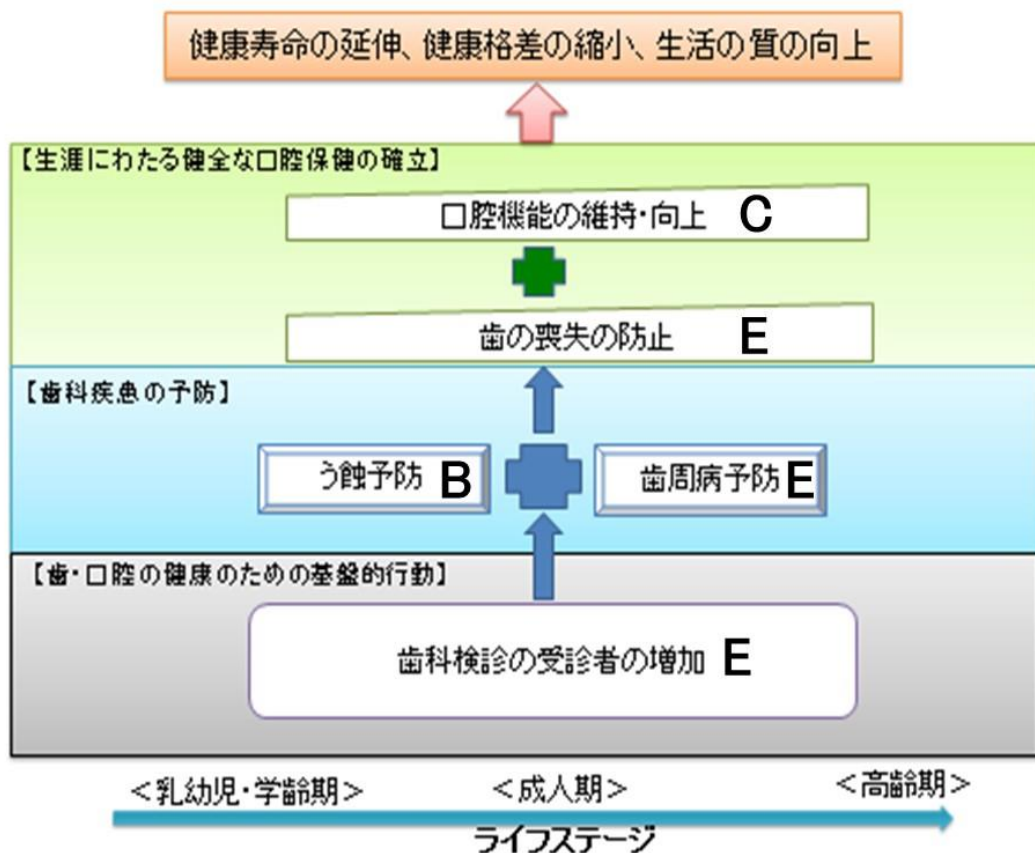 健康寿命の延伸、健康格差の縮小、生活の質の向上
【生涯にわたる健全な口腔保健の確立】
口腔機能の維持・向上 C
歯の喪失の防止 E
【歯科疾患の予防】
う蝕予防 B
歯周病予防 E
【歯・口腔の健康のための基盤的行動】
歯科検診の受診者の増加 E
＜乳幼児・学齢期＞
＜成人期＞
＜高齢期＞
ライフステージ